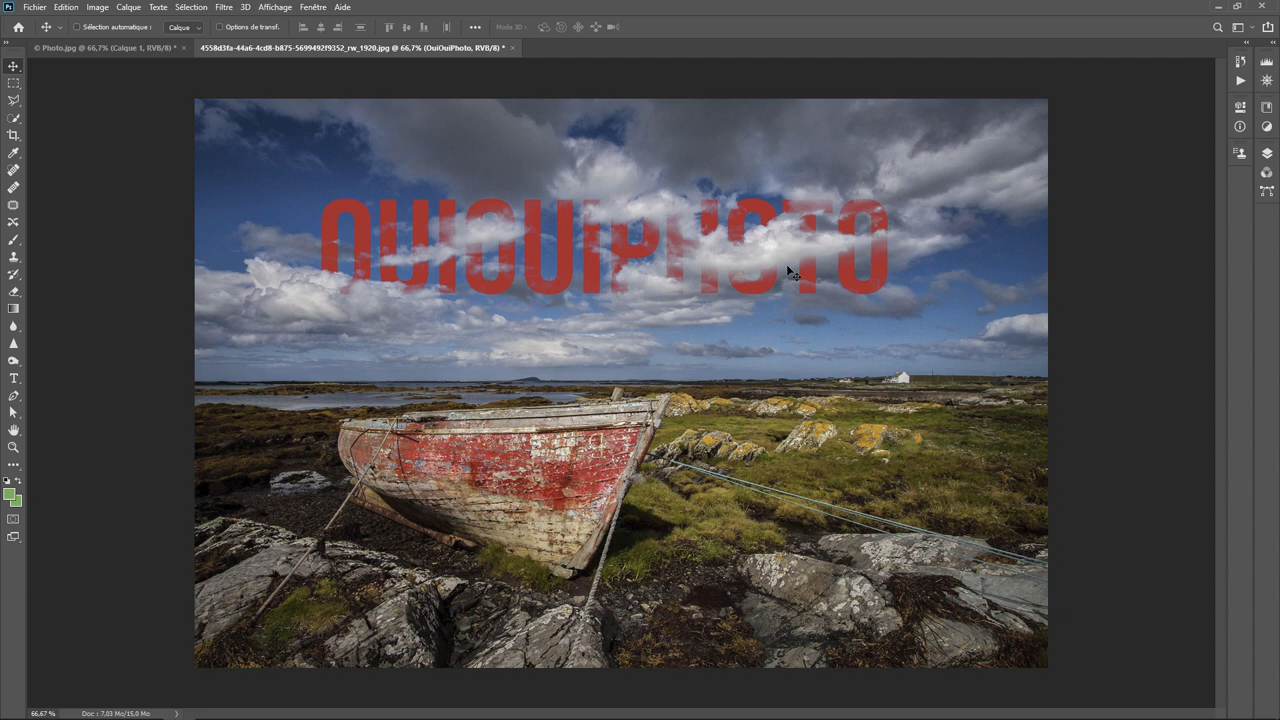 Fichier Edition Image Calque Texte Sélection Filtre 3D Affichage Fenêtre Aide
Sélection automatique : Calque Options de transf. Mode 3D :
© Photo.jpg @ 66,7% (Calque 1, RVB/8) * 4558d3fa-44a6-4cd8-b875-5699492f9352_rw_1920.jpg @ 66,7% (OuiOuiPhoto, RVB/8) *
OUIOUIPHOTO
66,67 % Doc : 7,03 Mo/15,0 Mo